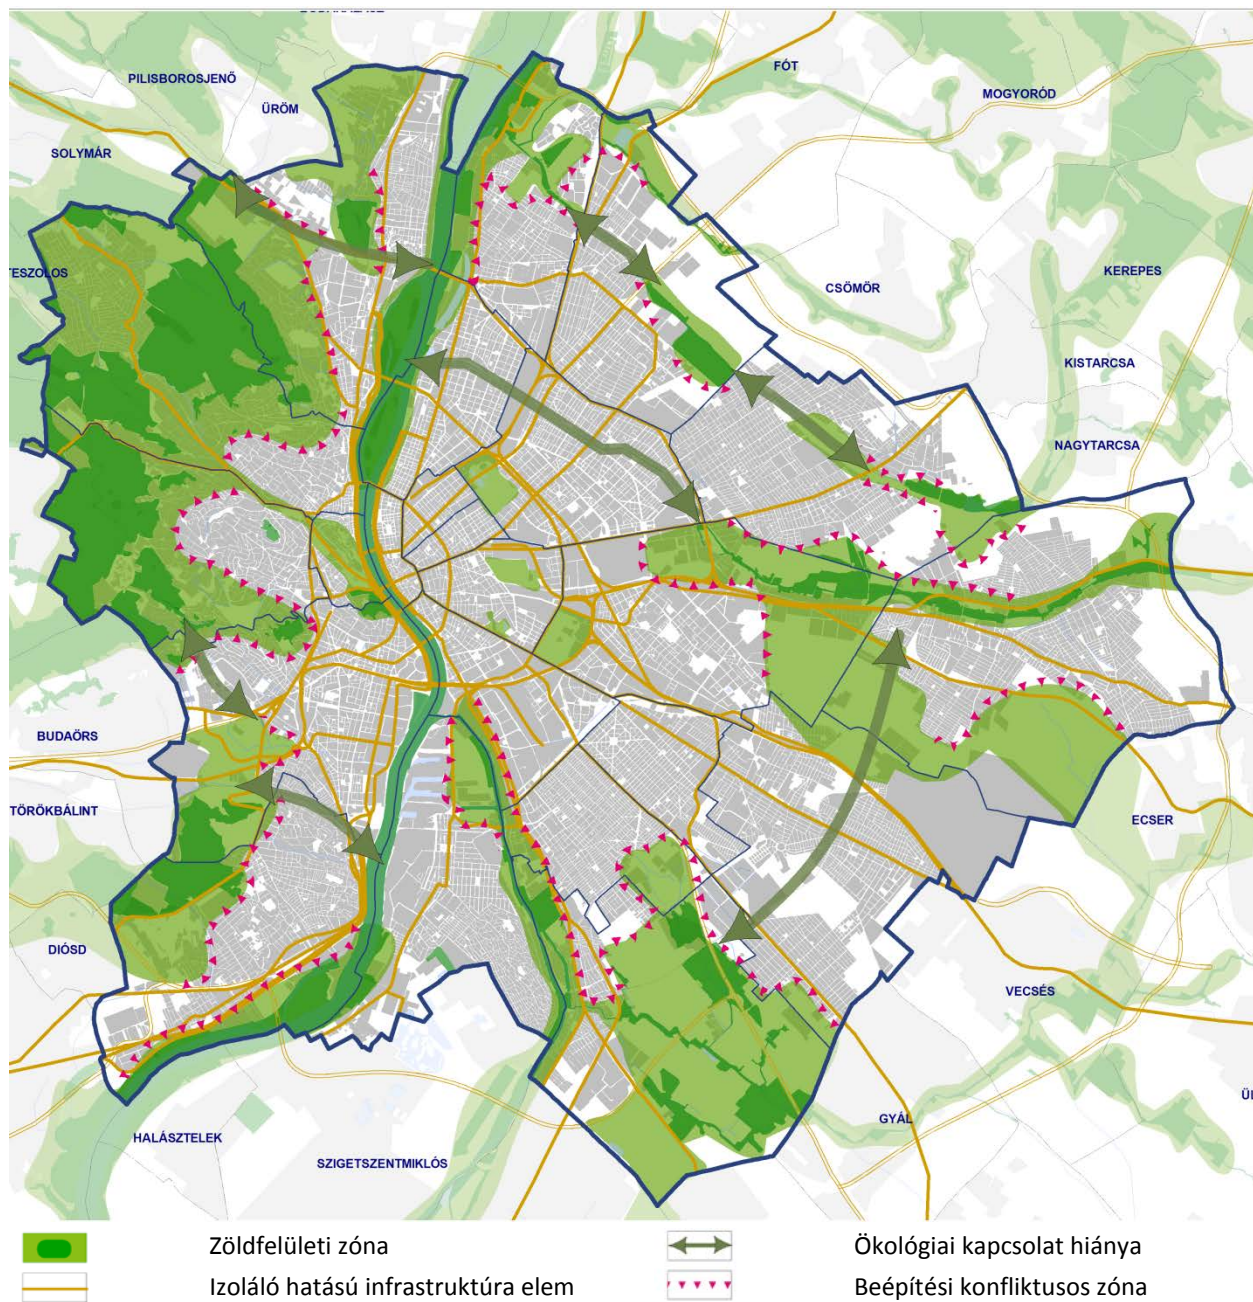 PILISBOROSJENŐ
FÓT
MOGYORÓD
ÜRÖM
SOLYMÁR
TESZOLOS
KEREPES
CSÖMÖR
KISTARCSA
NAGYTARCSA
BUDAÖRS
TÖRÖKBÁLINT
ECSER
DIÓSD
VECSÉS
GYÁL
HALÁSZTELEK
SZIGETSZENTMIKLÓS
Zöldfelületi zóna
Ökológiai kapcsolat hiánya
Izoláló hatású infrastruktúra elem
Beépítési konfliktusos zóna